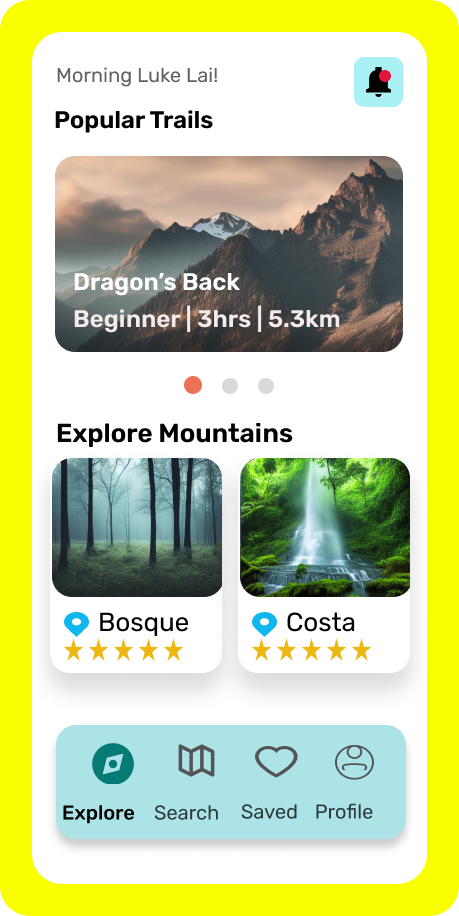 Morning Luke Lai!
Popular Trails
Dragon’s Back
Beginner | 3hrs | 5.3km
Explore Mountains
Bosque
Costa
Explore
Search
Saved
Profile